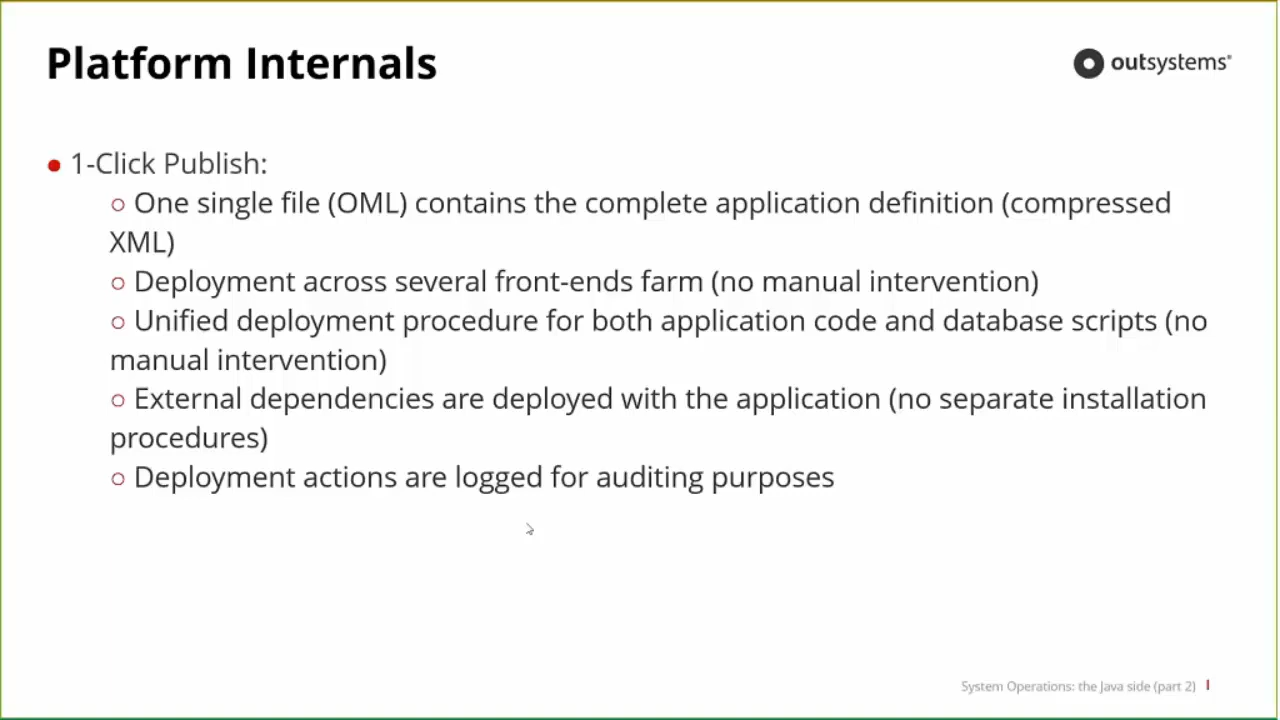 Platform Internals
outsystems®
• 1-Click Publish:
○ One single file (OML) contains the complete application definition (compressed
XML)
○ Deployment across several front-ends farm (no manual intervention)
○ Unified deployment procedure for both application code and database scripts (no
manual intervention)
○ External dependencies are deployed with the application (no separate installation
procedures)
○ Deployment actions are logged for auditing purposes
System Operations: the Java side (part 2) I